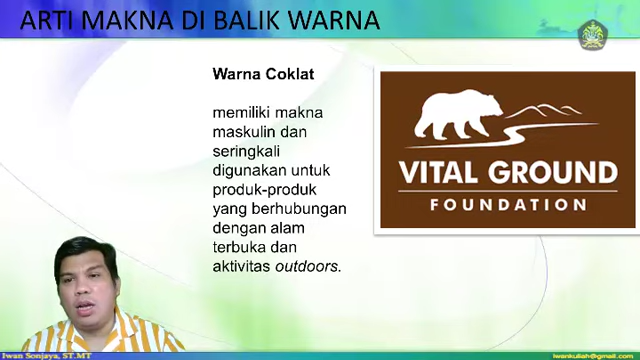 ARTI MAKNA DI BALIK WARNA
Warna Coklat
memiliki makna
maskulin dan
seringkali
digunakan untuk
produk-produk
yang berhubungan
dengan alam
terbuka dan
aktivitas outdoors.
VITAL GROUND
FOUNDATION
Iwan Sonjaya, ST.MT
iwankuliah@gmail.com